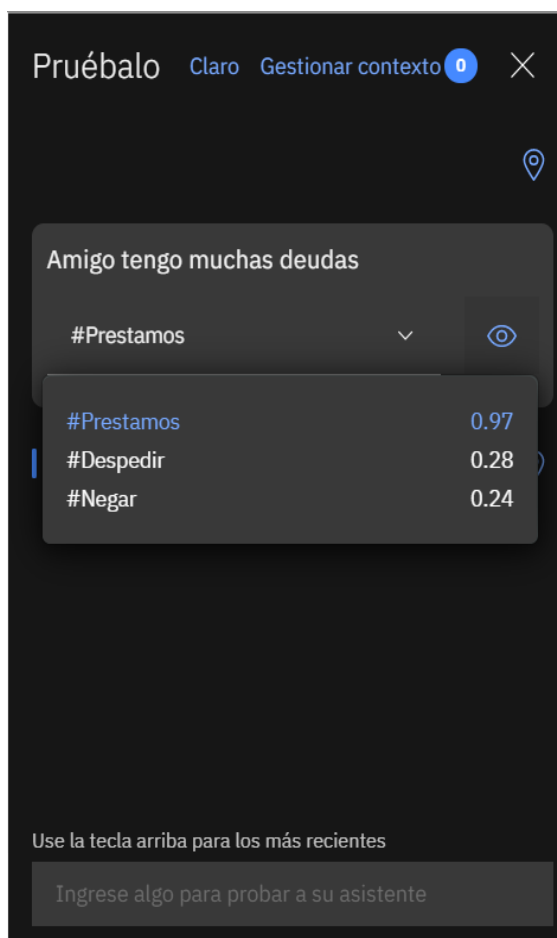 Pruébalo Claro Gestionar contexto 0
Amigo tengo muchas deudas
#Prestamos
#Prestamos 0.97
#Despedir 0.28
#Negar 0.24
Use la tecla arriba para los más recientes
Ingrese algo para probar a su asistente